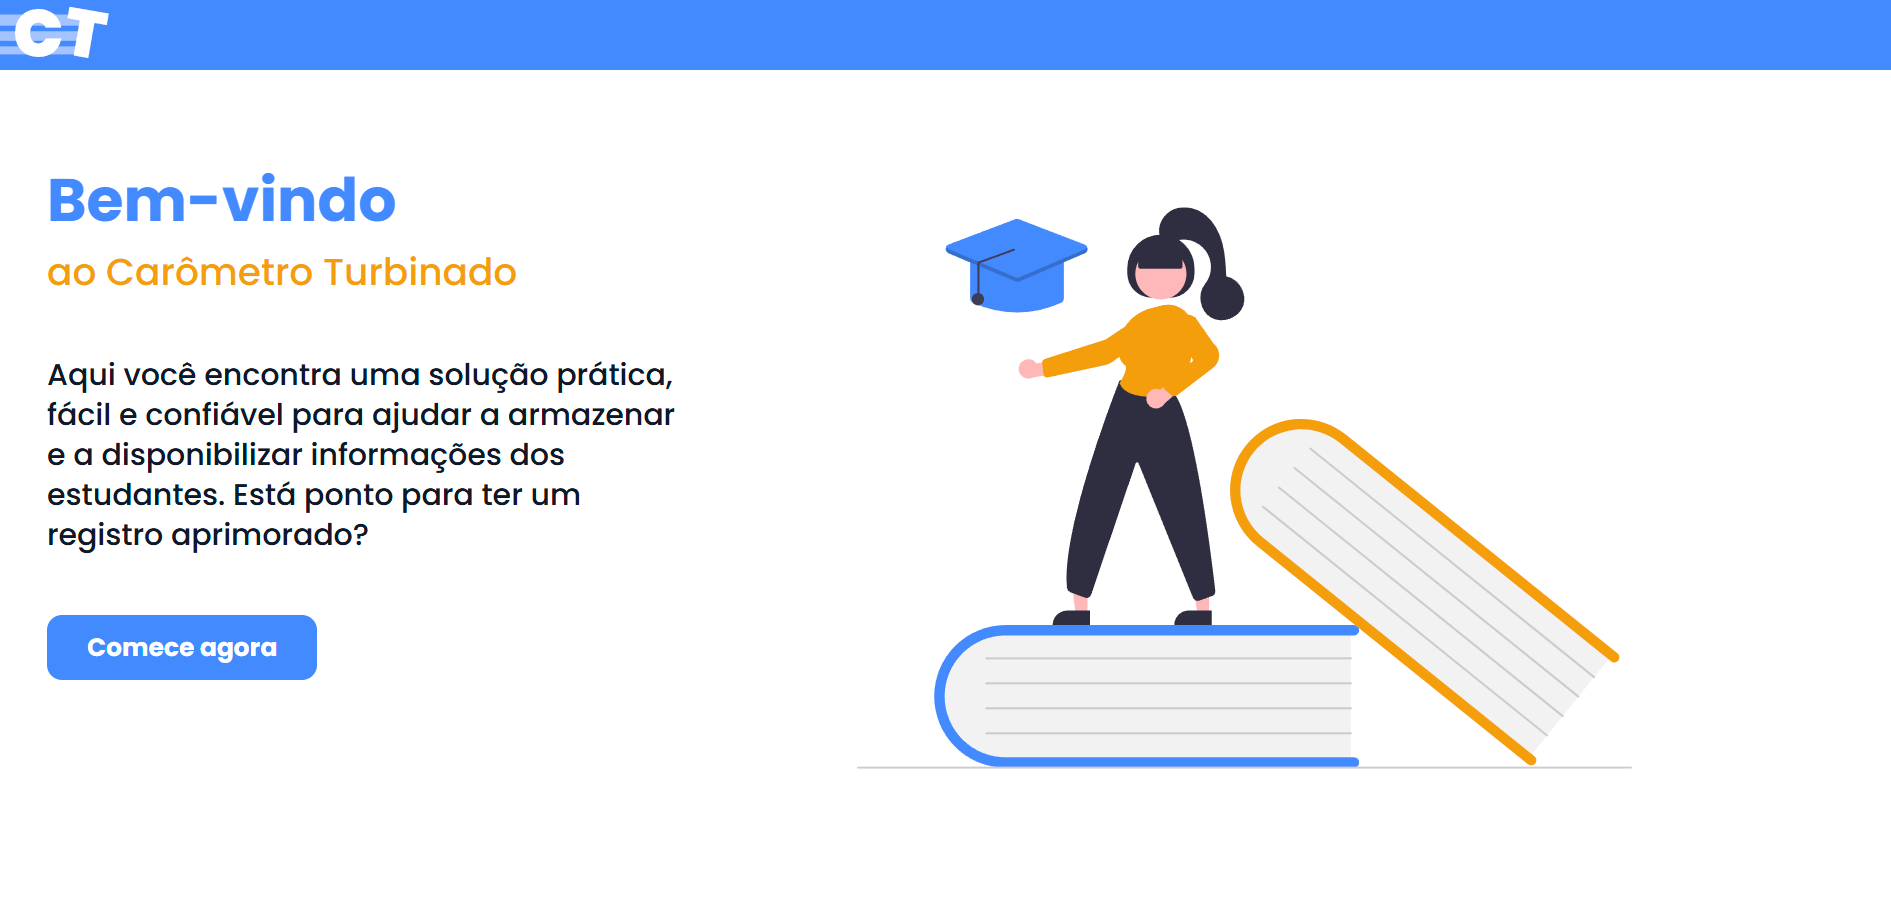 CT
Bem-vindo
ao Carômetro Turbinado
Aqui você encontra uma solução prática,
fácil e confiável para ajudar a armazenar
e a disponibilizar informações dos
estudantes. Está ponto para ter um
registro aprimorado?
Comece agora